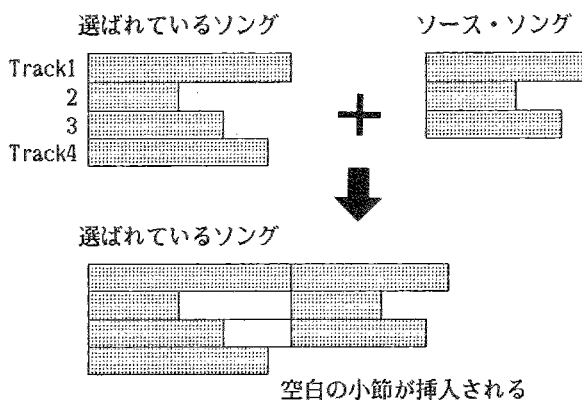 選ばれているソング
ソース・ソング
Track1
2
3
Track4
選ばれているソング
空白の小節が挿入される